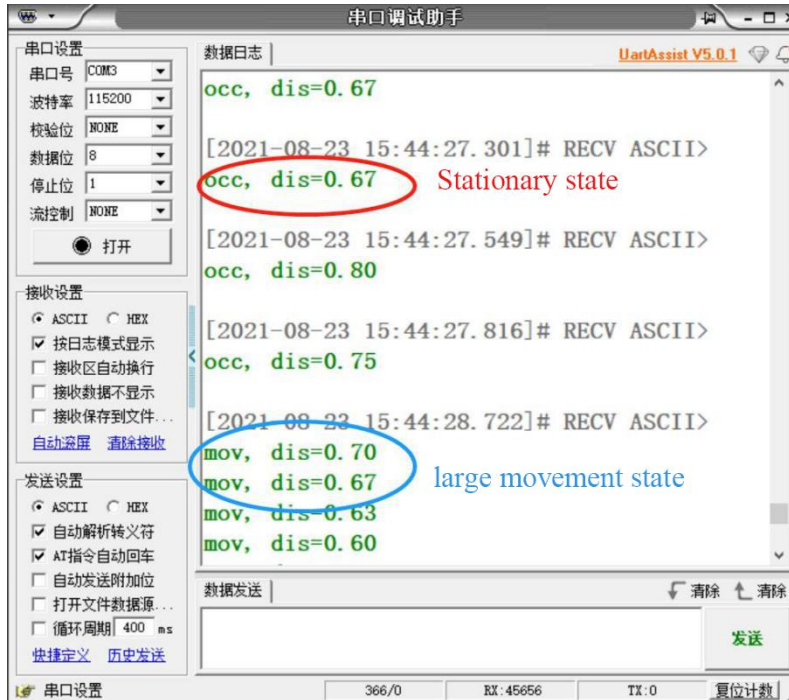 串口调试助手
串口设置
串口号 COM3
波特率 115200
校验位 NONE
数据位 8
停止位 1
流控制 NONE
打开
接收设置
ASCII HEX
按日志模式显示
接收区自动换行
接收数据不显示
接收保存到文件...
自动滚屏 清除接收
发送设置
ASCII HEX
自动解析转义符
AT指令自动回车
自动发送附加位
打开文件数据源...
循环周期 400 ms
快捷定义 历史发送
数据日志 UartAssist V5.0.1
occ, dis=0.67
[2021-08-23 15:44:27.301]# RECV ASCII>
occ, dis=0.67 Stationary state
[2021-08-23 15:44:27.549]# RECV ASCII>
occ, dis=0.80
[2021-08-23 15:44:27.816]# RECV ASCII>
occ, dis=0.75
[2021-08-23 15:44:28.722]# RECV ASCII>
mov, dis=0.70
mov, dis=0.67 large movement state
mov, dis=0.63
mov, dis=0.60
数据发送 清除 清除
发送
串口设置 366/0 RX:45656 TX:0 复位计数